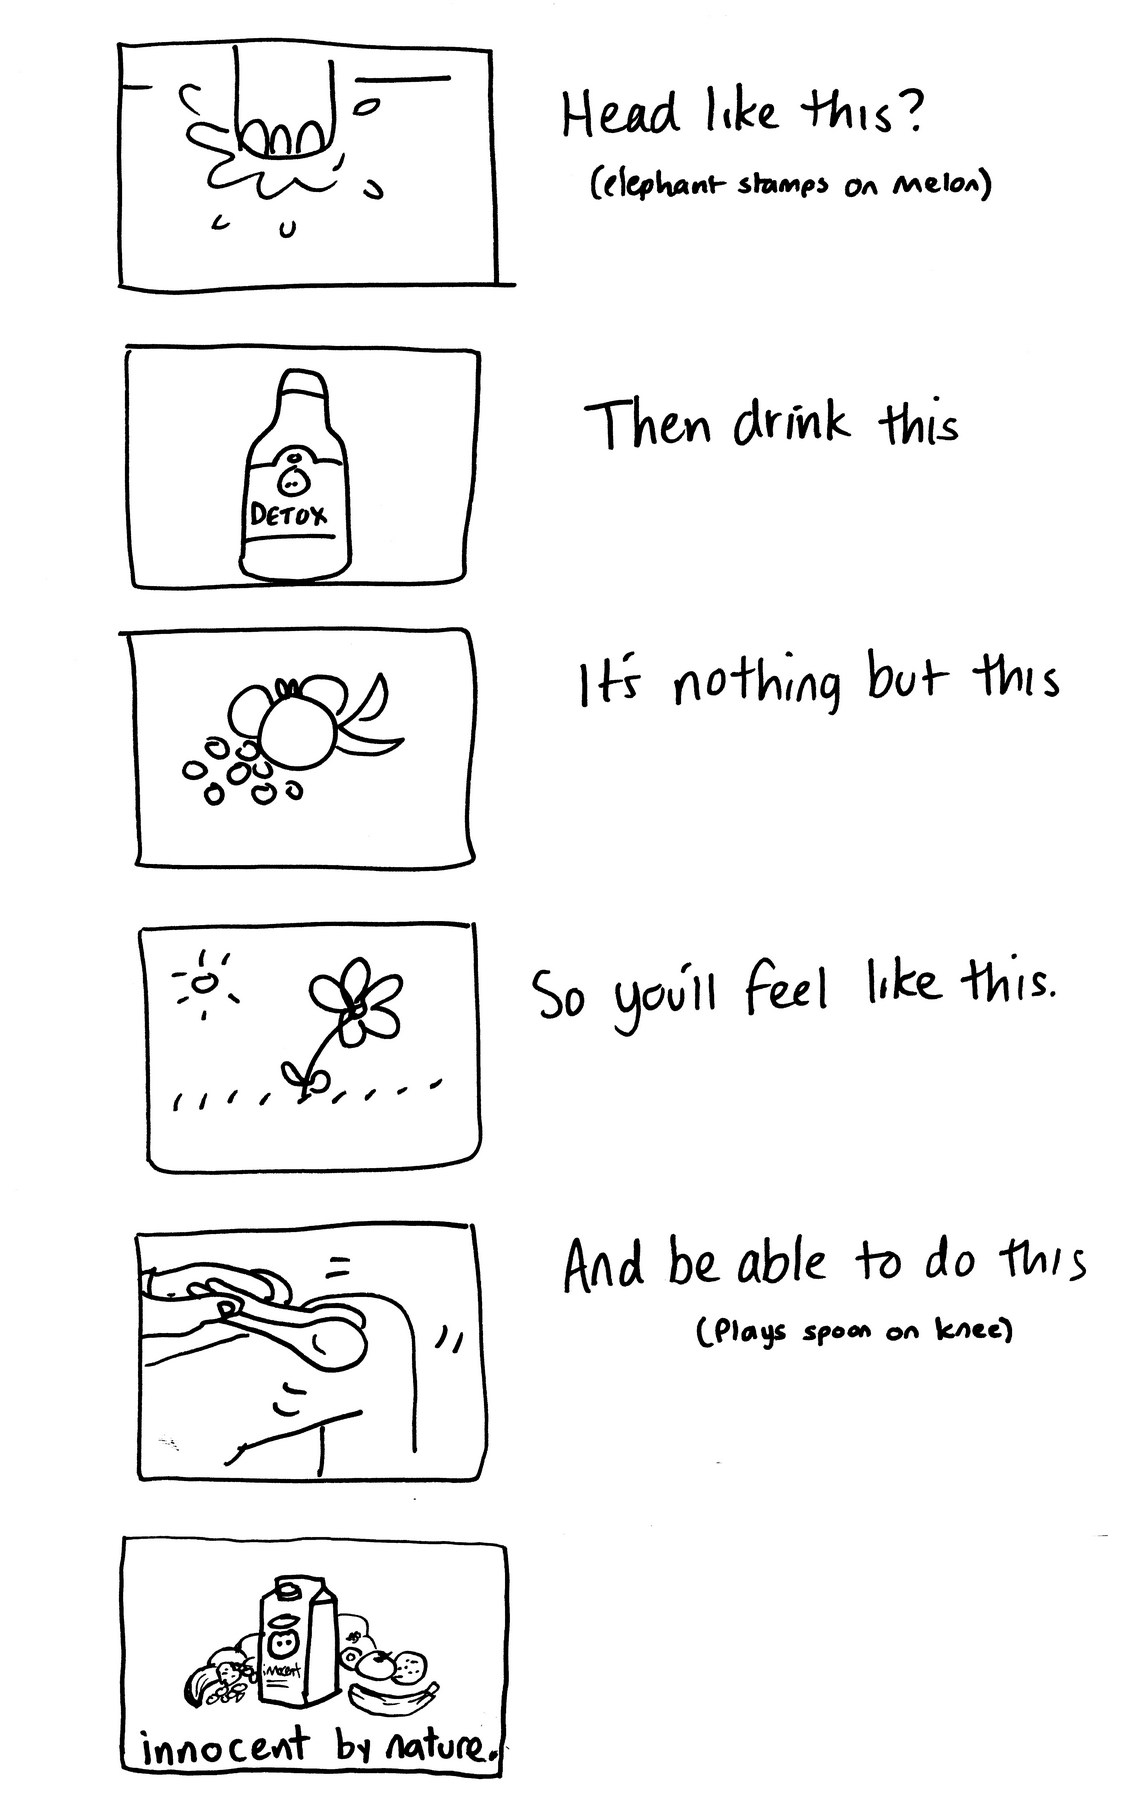 Head like this?
(elephant stamps on melon)
Then drink this
DETOX
It's nothing but this
So you'll feel like this.
And be able to do this
(Plays spoon on knee)
innocent
innocent by nature.